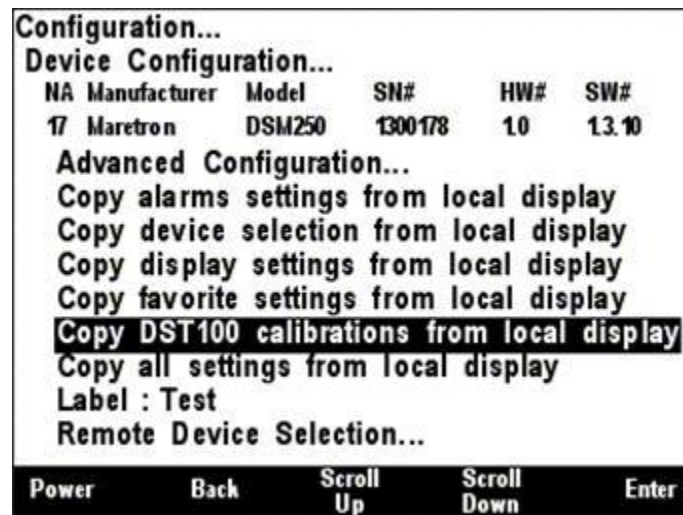 Configuration...
Device Configuration...
NA Manufacturer Model SN# HW# SW#
17 Maretron DSM250 1300178 1.0 1.3.10
Advanced Configuration...
Copy alarms settings from local display
Copy device selection from local display
Copy display settings from local display
Copy favorite settings from local display
Copy DST100 calibrations from local display
Copy all settings from local display
Label : Test
Remote Device Selection...
Power Back Scroll Up Scroll Down Enter